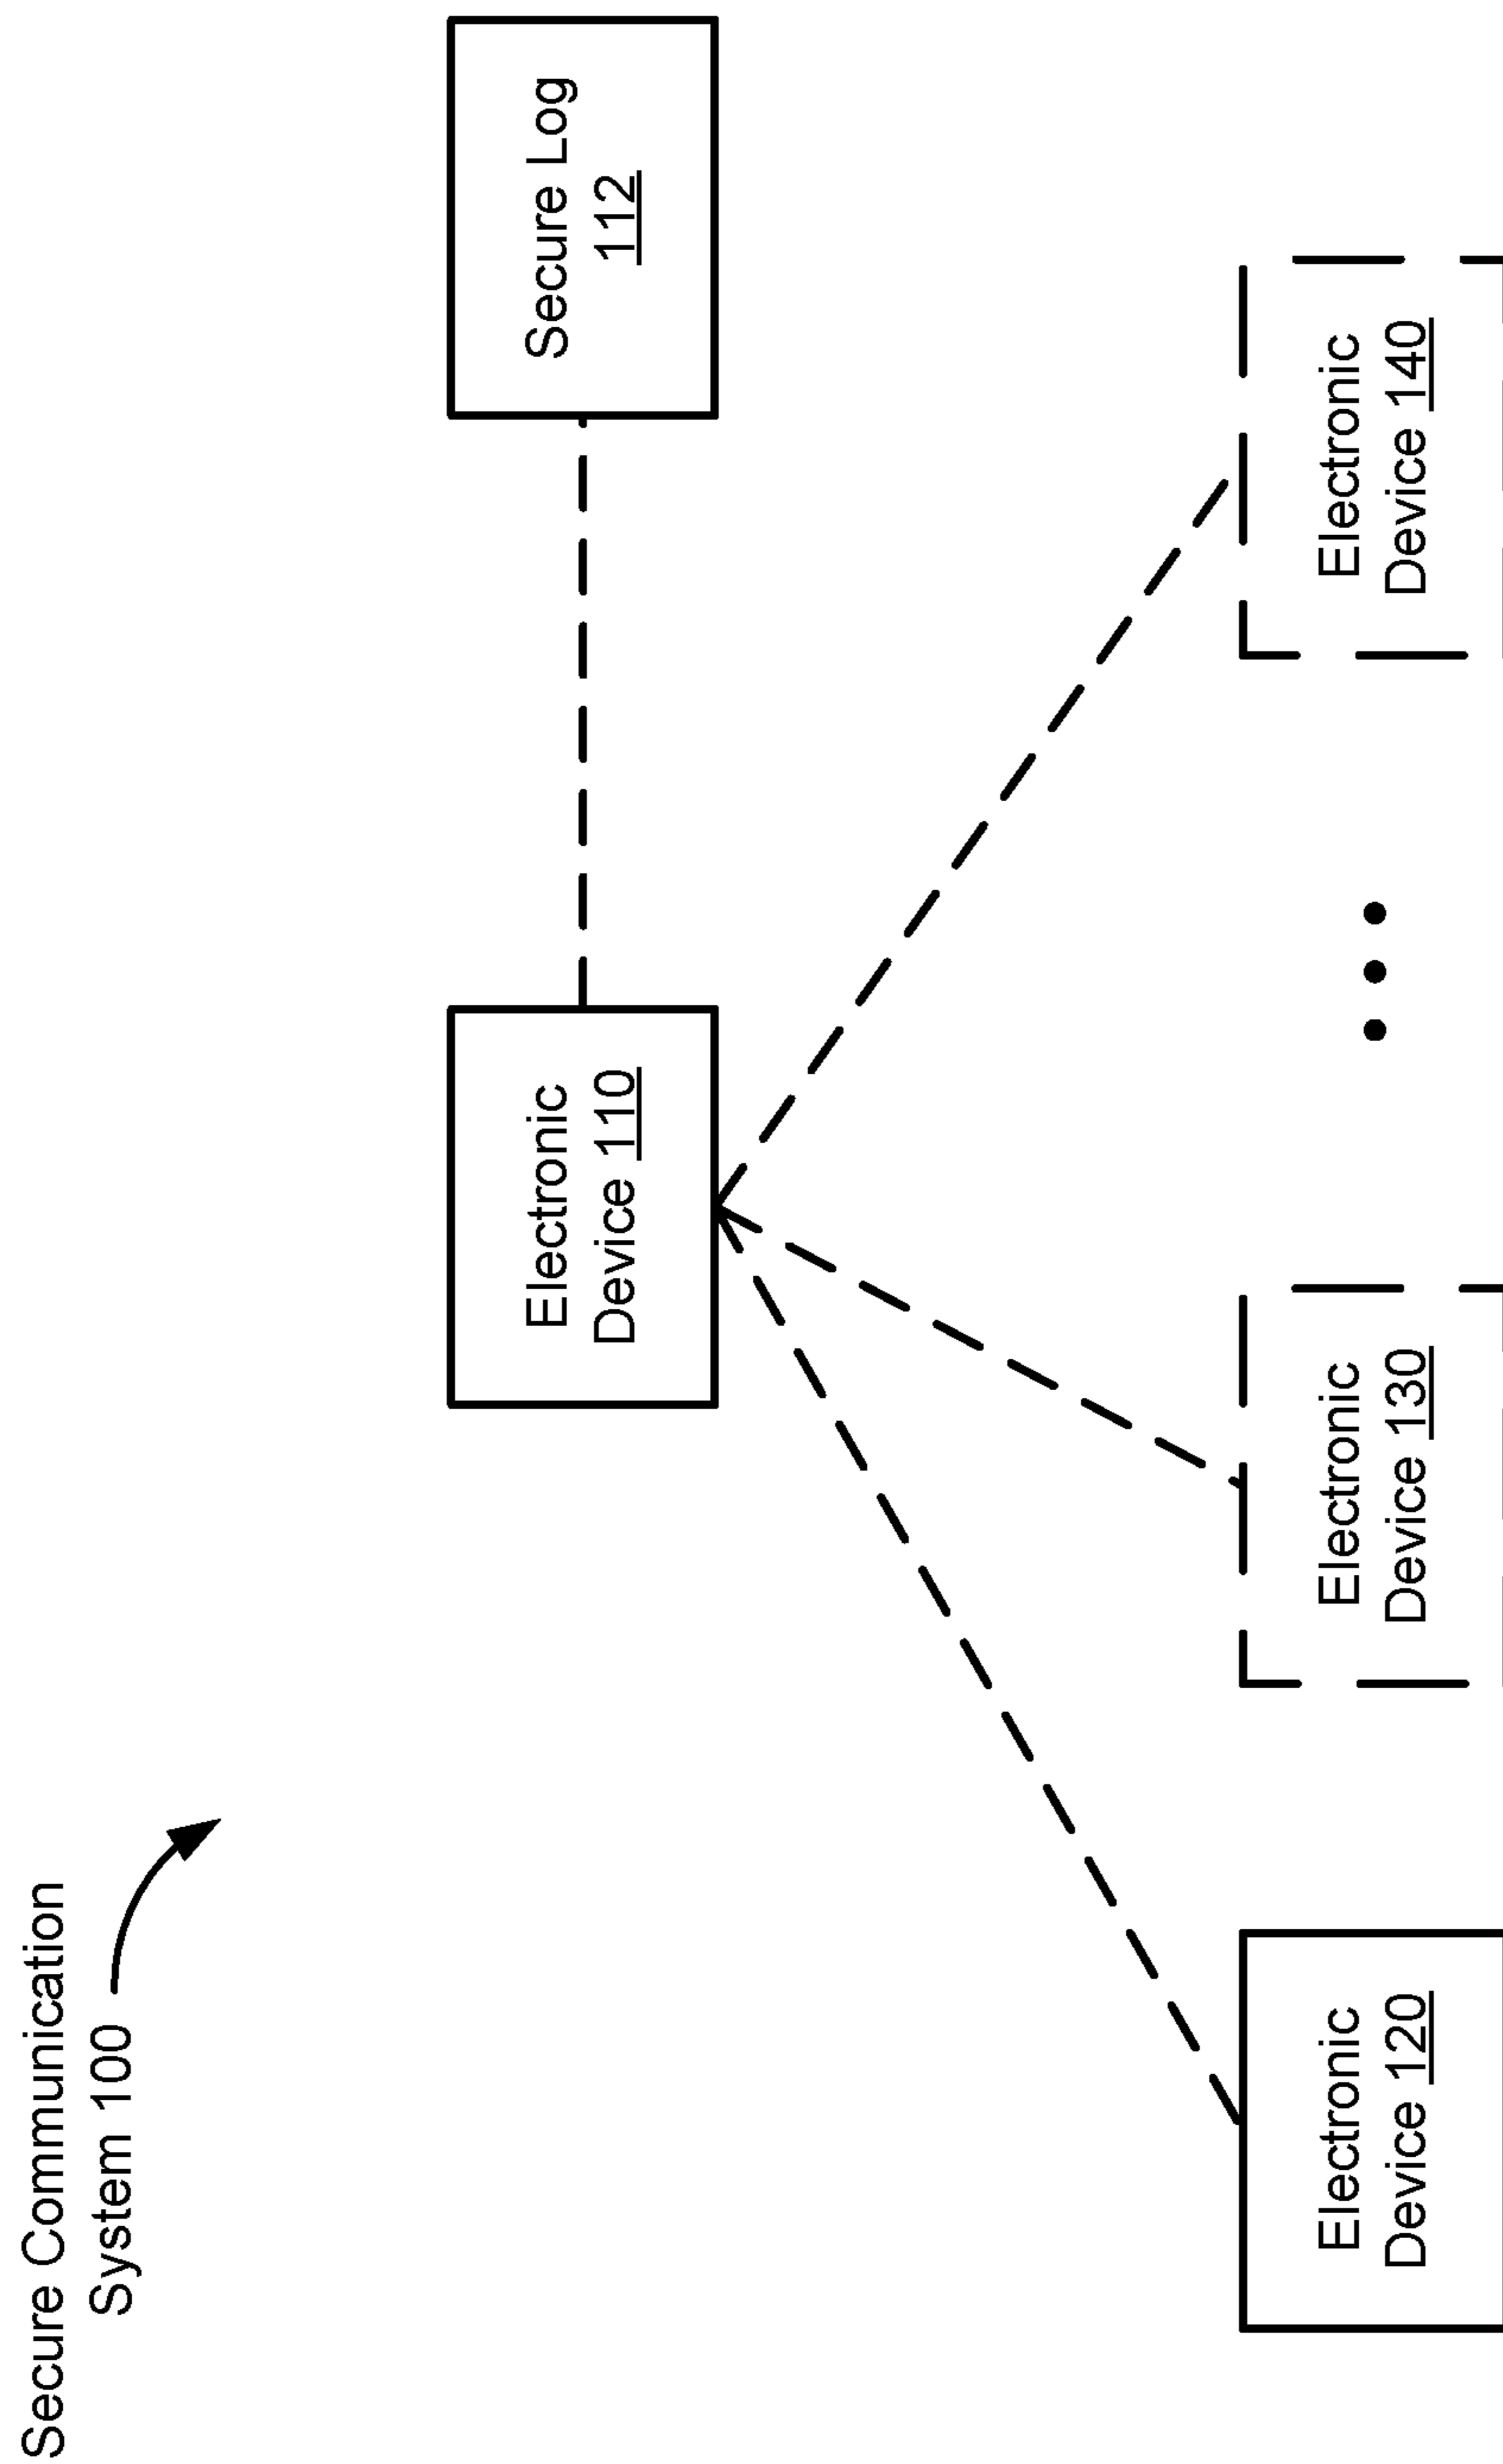 Secure Communication
System 100
Electronic
Device 110
Secure Log
112
Electronic
Device 120
Electronic
Device 130
Electronic
Device 140